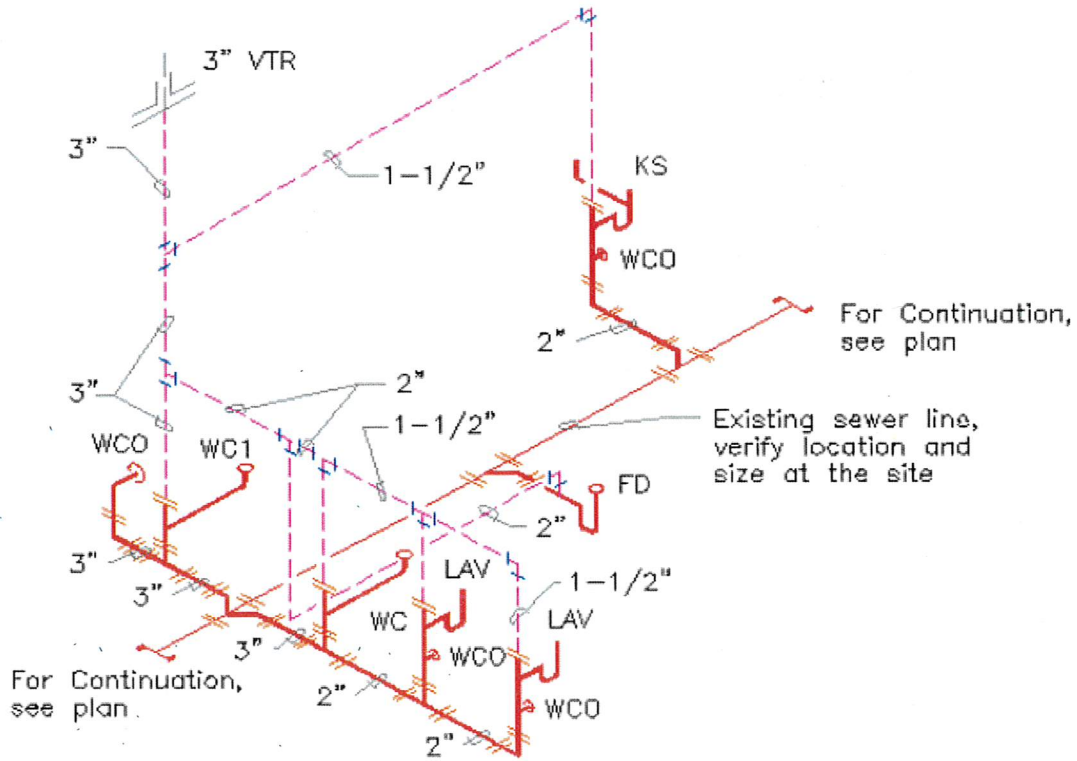 3" VTR
3"
1-1/2"
KS
WCO
2"
For Continuation,
see plan
3"
2"
1-1/2"
WCO
WC1
Existing sewer line,
verify location and
size at the site
FD
2"
3"
3"
LAV
1-1/2"
WC
LAV
3"
WCO
For Continuation,
see plan
2"
WCO
2"